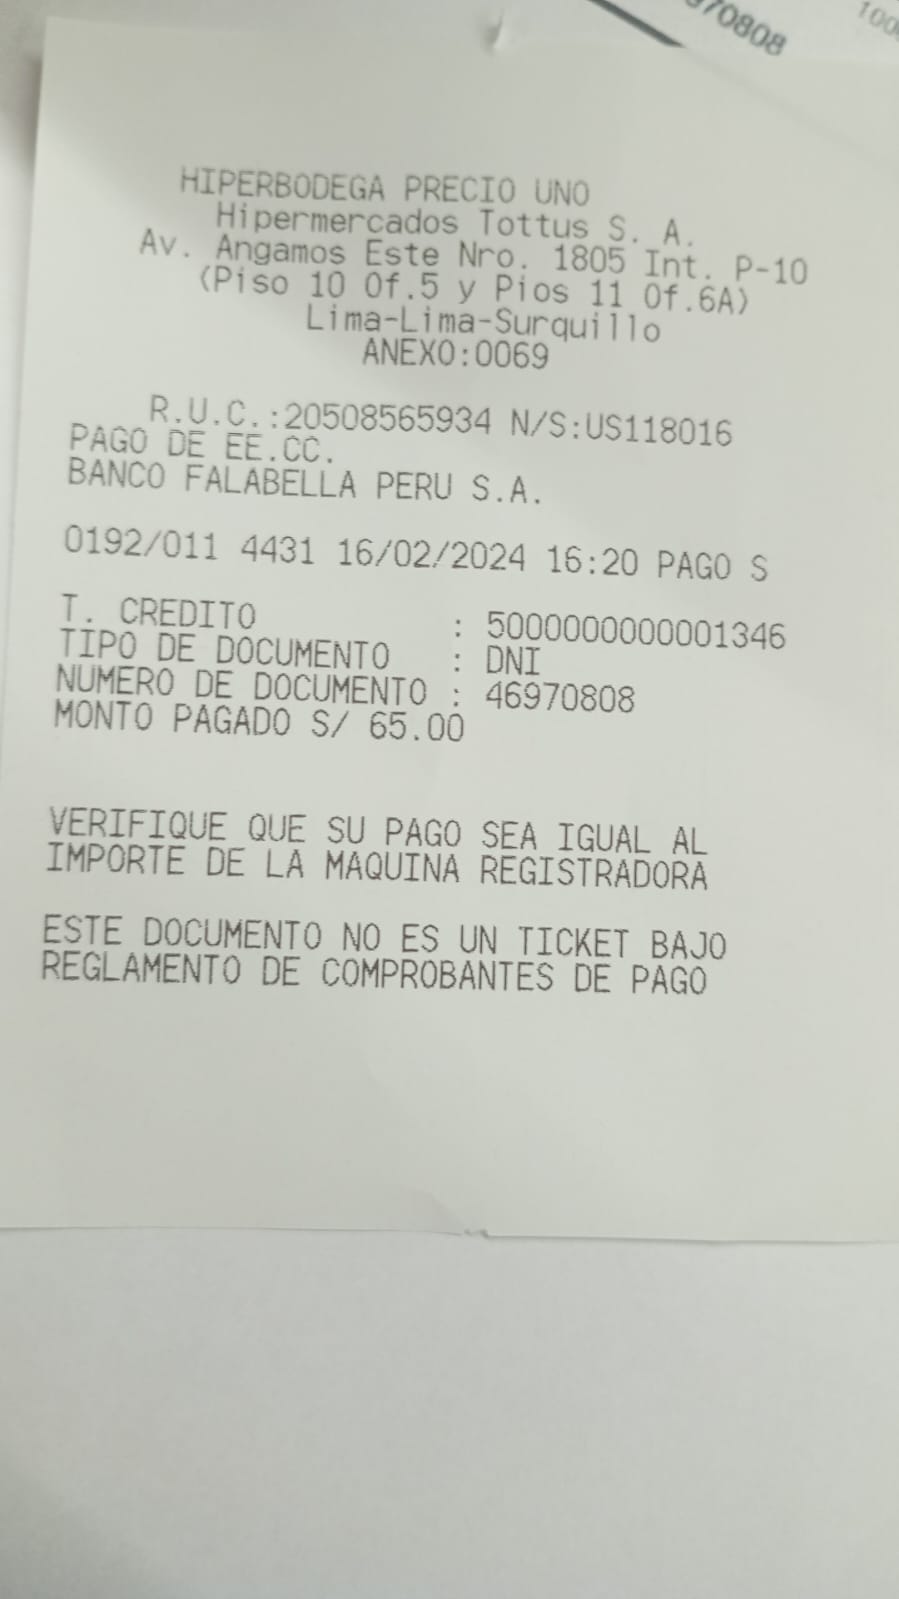 70808
100
HIPERBODEGA PRECIO UNO
Hipermercados Tottus S. A.
Av. Angamos Este Nro. 1805 Int. P-10
(Piso 10 Of.5 y Pios 11 Of.6A)
Lima-Lima-Surquillo
ANEXO:0069
R.U.C.:20508565934 N/S:US118016
PAGO DE EE.CC.
BANCO FALABELLA PERU S.A.
0192/011 4431 16/02/2024 16:20 PAGO S
T. CREDITO : 5000000000001346
TIPO DE DOCUMENTO : DNI
NUMERO DE DOCUMENTO : 46970808
MONTO PAGADO S/ 65.00
VERIFIQUE QUE SU PAGO SEA IGUAL AL
IMPORTE DE LA MAQUINA REGISTRADORA
ESTE DOCUMENTO NO ES UN TICKET BAJO
REGLAMENTO DE COMPROBANTES DE PAGO